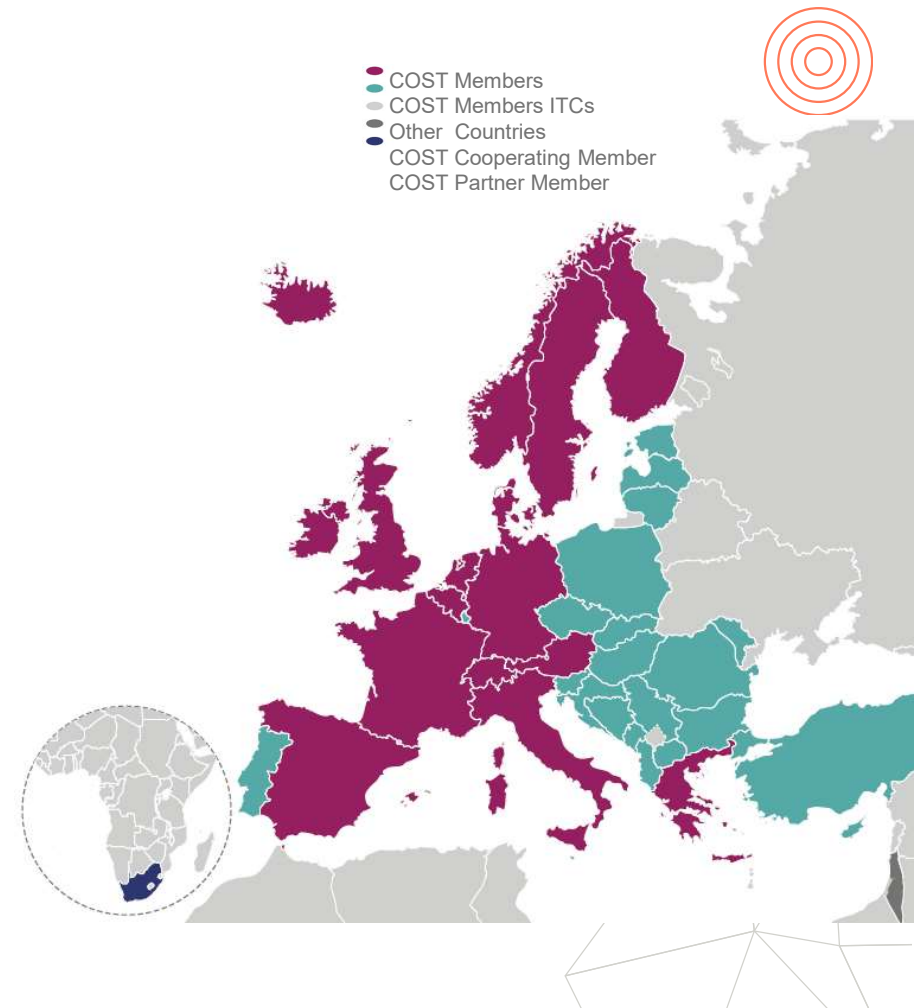 COST Members
COST Members ITCs
Other Countries
COST Cooperating Member
COST Partner Member